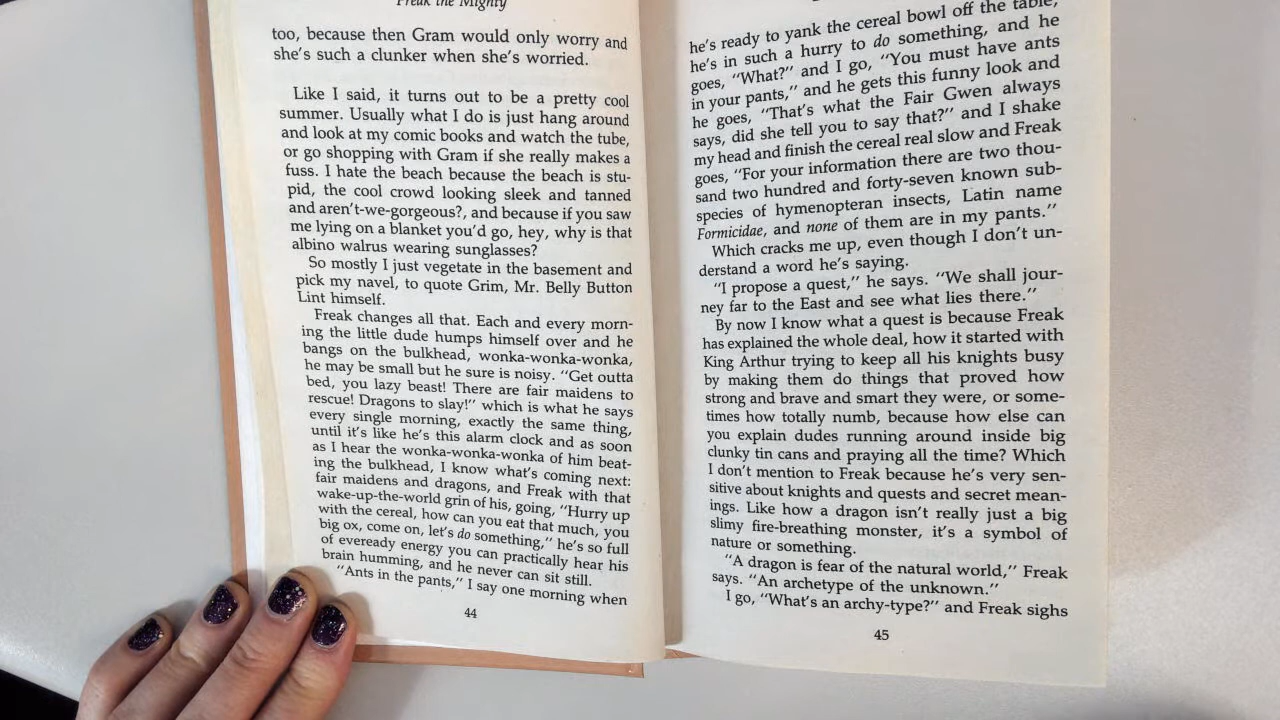 Freak the Mighty
too, because then Gram would only worry and
she's such a clunker when she's worried.
Like I said, it turns out to be a pretty cool
summer. Usually what I do is just hang around
and look at my comic books and watch the tube,
or go shopping with Gram if she really makes a
fuss. I hate the beach because the beach is stu-
pid, the cool crowd looking sleek and tanned
and aren't-we-gorgeous?, and because if you saw
me lying on a blanket you'd go, hey, why is that
albino walrus wearing sunglasses?
So mostly I just vegetate in the basement and
pick my navel, to quote Grim, Mr. Belly Button
Lint himself.
Freak changes all that. Each and every morn-
ing the little dude humps himself over and he
bangs on the bulkhead, wonka-wonka-wonka,
he may be small but he sure is noisy. "Get outta
bed, you lazy beast! There are fair maidens to
rescue! Dragons to slay!" which is what he says
every single morning, exactly the same thing,
until it's like he's this alarm clock and as soon
as I hear the wonka-wonka-wonka of him beat-
ing the bulkhead, I know what's coming next:
fair maidens and dragons, and Freak with that
wake-up-the-world grin of his, going, "Hurry up
with the cereal, how can you eat that much, you
big ox, come on, let's do something," he's so full
of eveready energy you can practically hear his
brain humming, and he never can sit still.
"Ants in the pants," I say one morning when
44
he's ready to yank the cereal bowl off the table,
he's in such a hurry to do something, and he
goes, "What?" and I go, "You must have ants
in your pants," and he gets this funny look and
he goes, "That's what the Fair Gwen always
says, did she tell you to say that?" and I shake
my head and finish the cereal real slow and Freak
goes, "For your information there are two thou-
sand two hundred and forty-seven known sub-
species of hymenopteran insects, Latin name
Formicidae, and none of them are in my pants."
Which cracks me up, even though I don't un-
derstand a word he's saying.
"I propose a quest," he says. "We shall jour-
ney far to the East and see what lies there."
By now I know what a quest is because Freak
has explained the whole deal, how it started with
King Arthur trying to keep all his knights busy
by making them do things that proved how
strong and brave and smart they were, or some-
times how totally numb, because how else can
you explain dudes running around inside big
clunky tin cans and praying all the time? Which
I don't mention to Freak because he's very sen-
sitive about knights and quests and secret mean-
ings. Like how a dragon isn't really just a big
slimy fire-breathing monster, it's a symbol of
nature or something.
"A dragon is fear of the natural world," Freak
says. "An archetype of the unknown."
I go, "What's an archy-type?" and Freak sighs
45